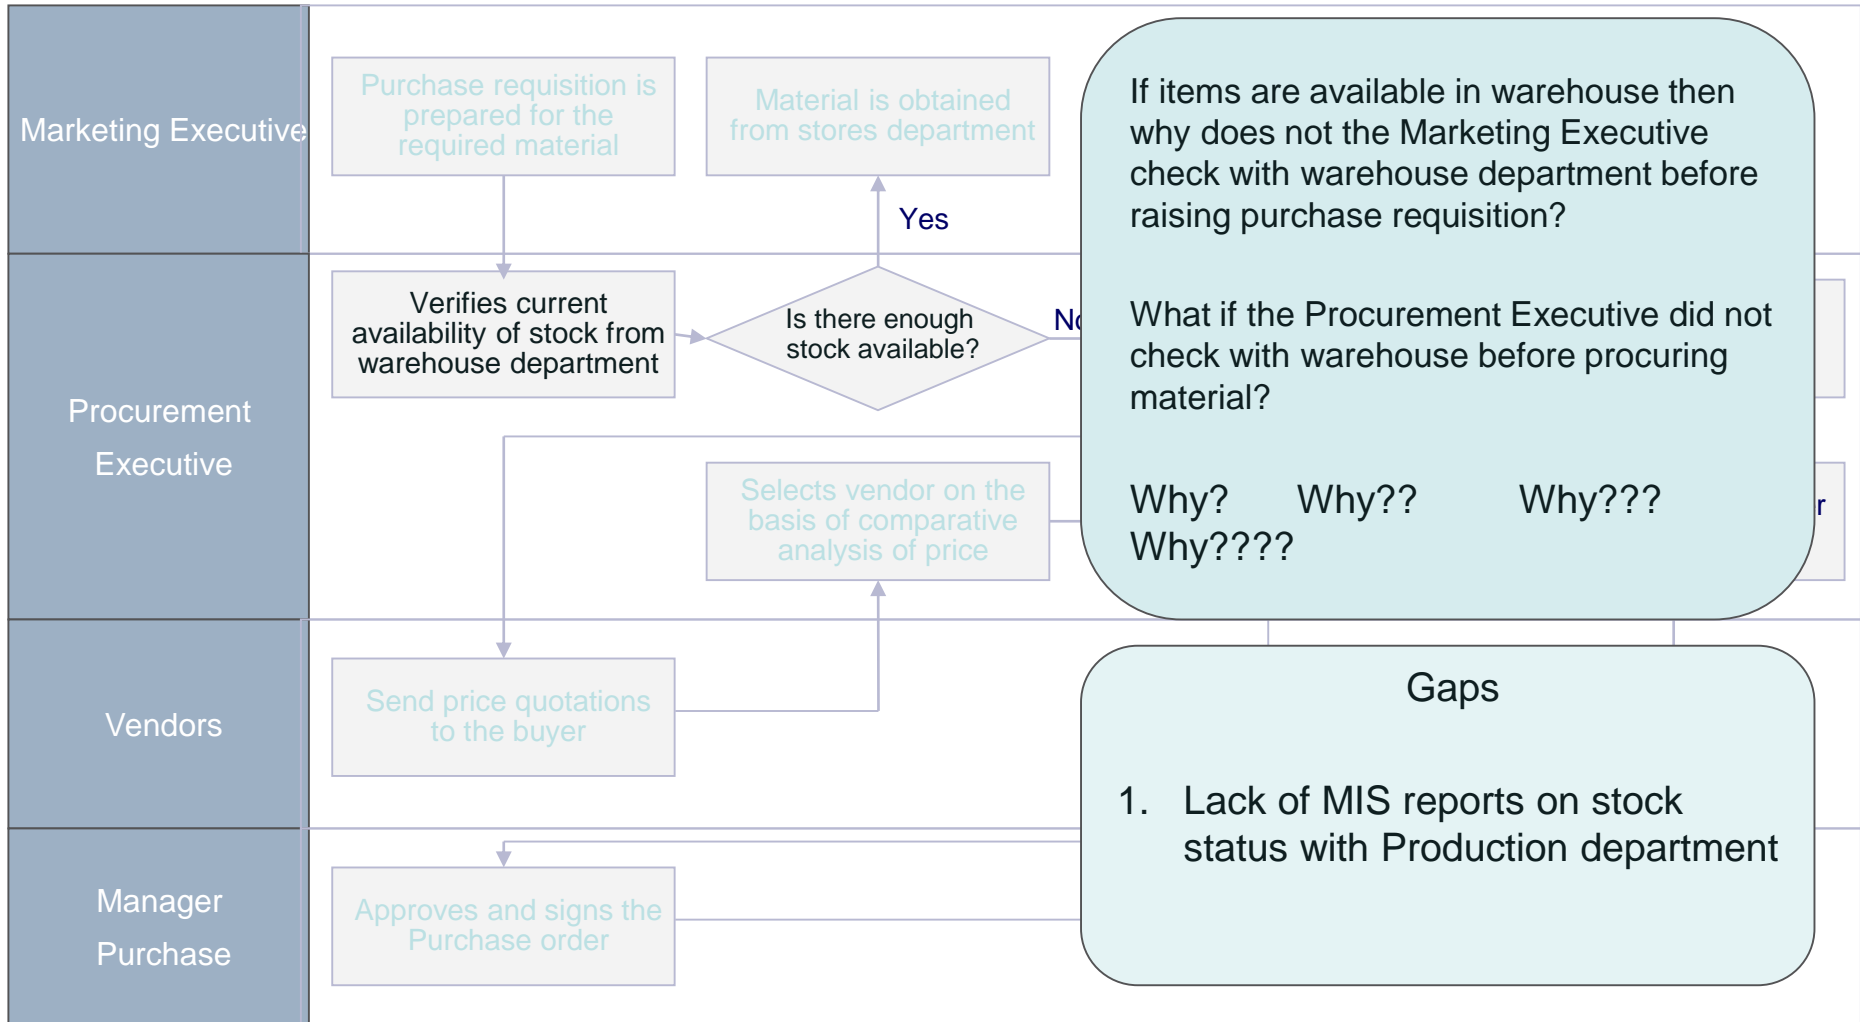 Marketing Executive
Purchase requisition is
prepared for the
required material
Material is obtained
from stores department
Yes
If items are available in warehouse then
why does not the Marketing Executive
check with warehouse department before
raising purchase requisition?
What if the Procurement Executive did not
check with warehouse before procuring
material?
Why? Why?? Why???
Why????
Procurement
Executive
Verifies current
availability of stock from
warehouse department
Is there enough
stock available?
Selects vendor on the
basis of comparative
analysis of price
Vendors
Send price quotations
to the buyer
Gaps
1. Lack of MIS reports on stock
status with Production department
Manager
Purchase
Approves and signs the
Purchase order